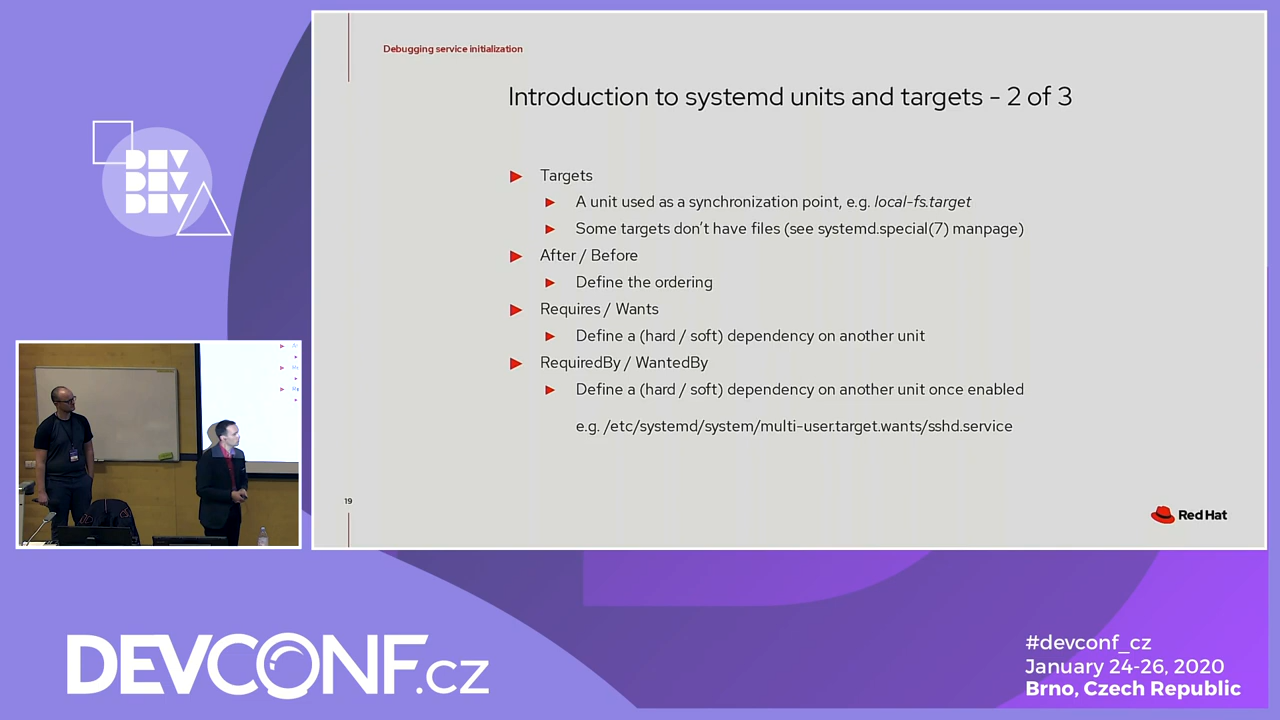 DEV
DEV
DEV
Debugging service initialization
Introduction to systemd units and targets - 2 of 3
Targets
A unit used as a synchronization point, e.g. local-fs.target
Some targets don't have files (see systemd.special(7) manpage)
After / Before
Define the ordering
Requires / Wants
Define a (hard / soft) dependency on another unit
RequiredBy / WantedBy
Define a (hard / soft) dependency on another unit once enabled
e.g. /etc/systemd/system/multi-user.target.wants/sshd.service
19
Red Hat
DEVCONF.cz
#devconf_cz
January 24-26, 2020
Brno, Czech Republic